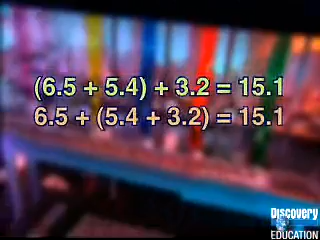 (6.5 + 5.4) + 3.2 = 15.1
6.5 + (5.4 + 3.2) = 15.1
Discovery
EDUCATION